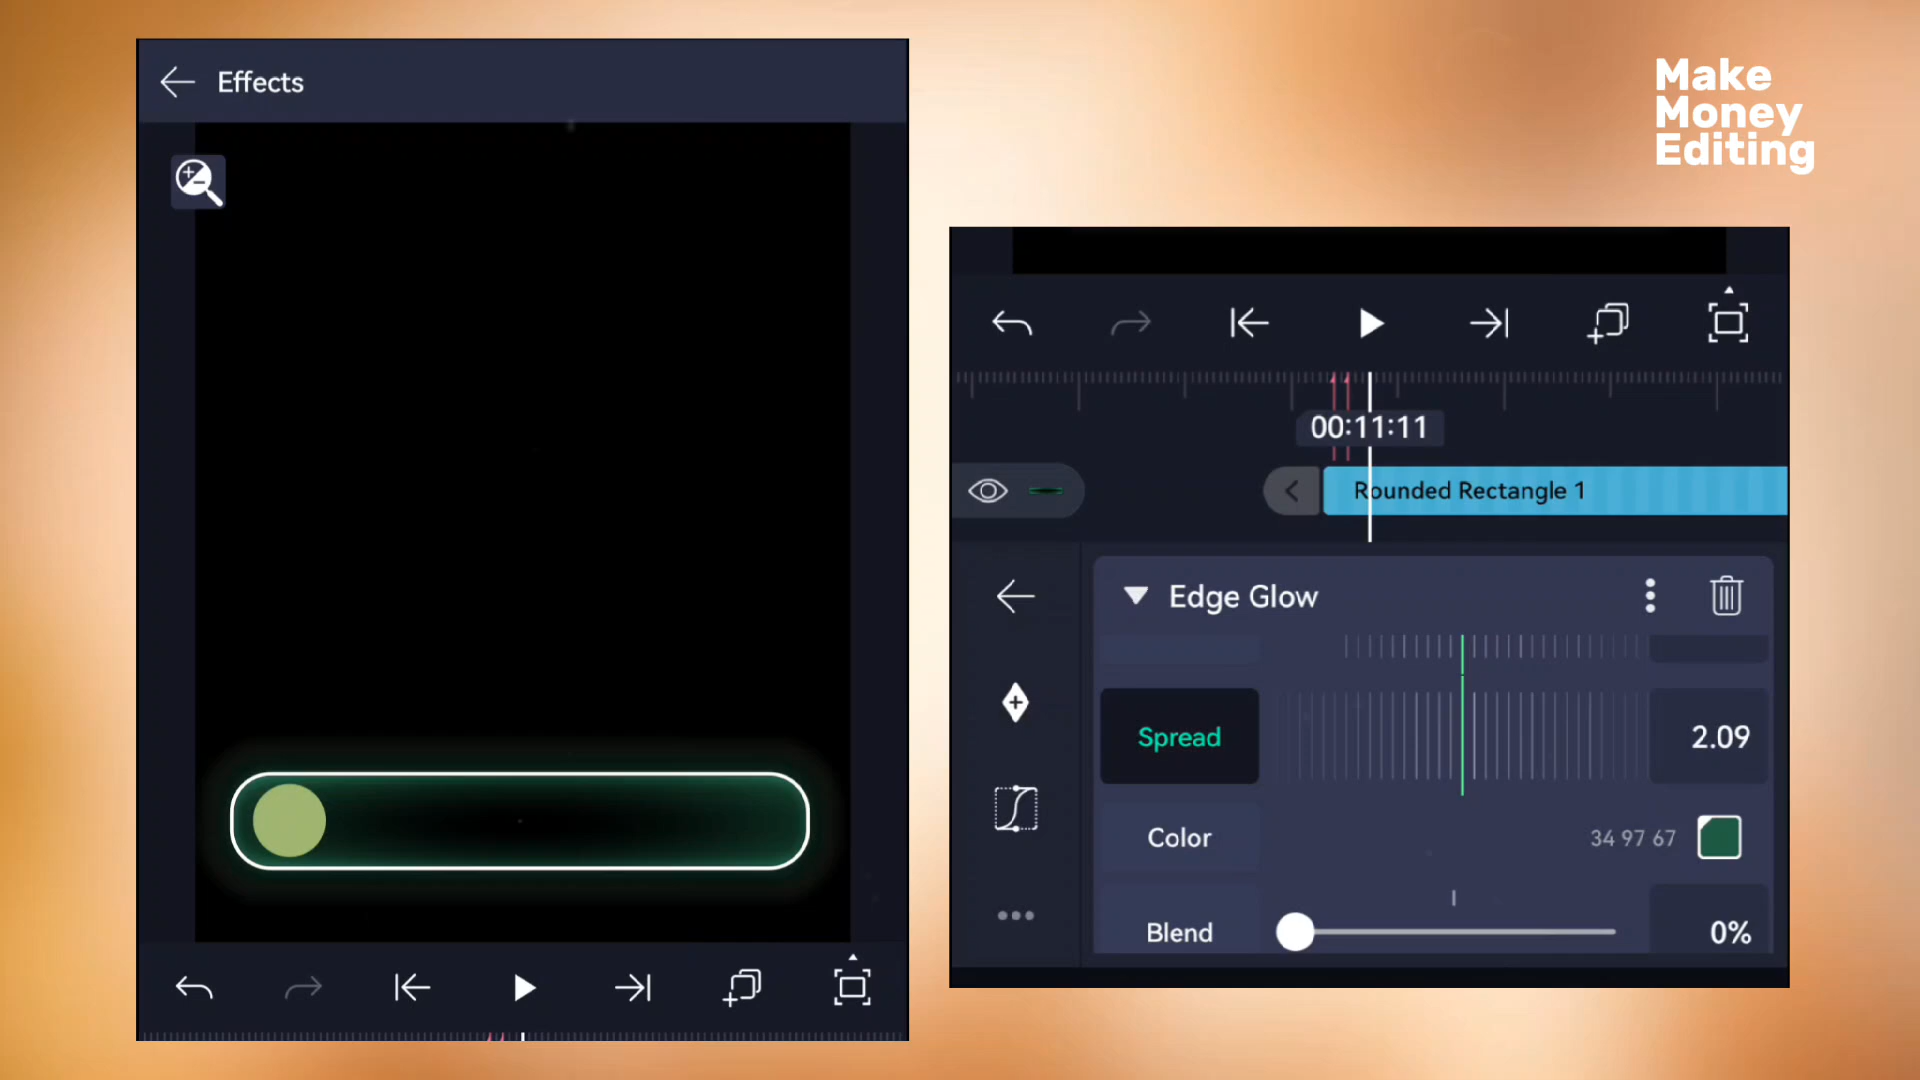 Effects
Make
Money
Editing
00:11:11
Rounded Rectangle 1
Edge Glow
Spread
2.09
Color
34 97 67
Blend
0%